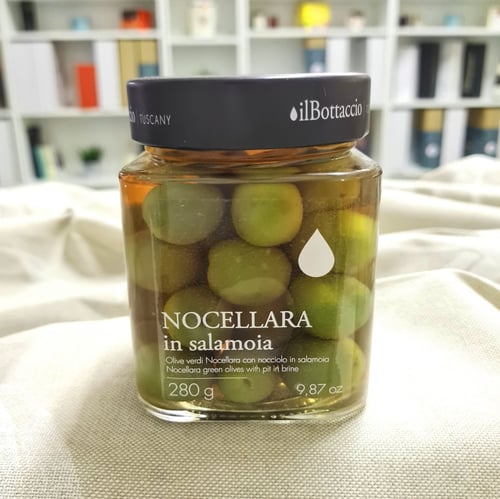 io TUSCANY
ilBottaccio
NOCELLARA
in salamoia
Olive verdi Nocellara con nocciolo in salamoia
Nocellara green olives with pit in brine
280 g 9,87 oz